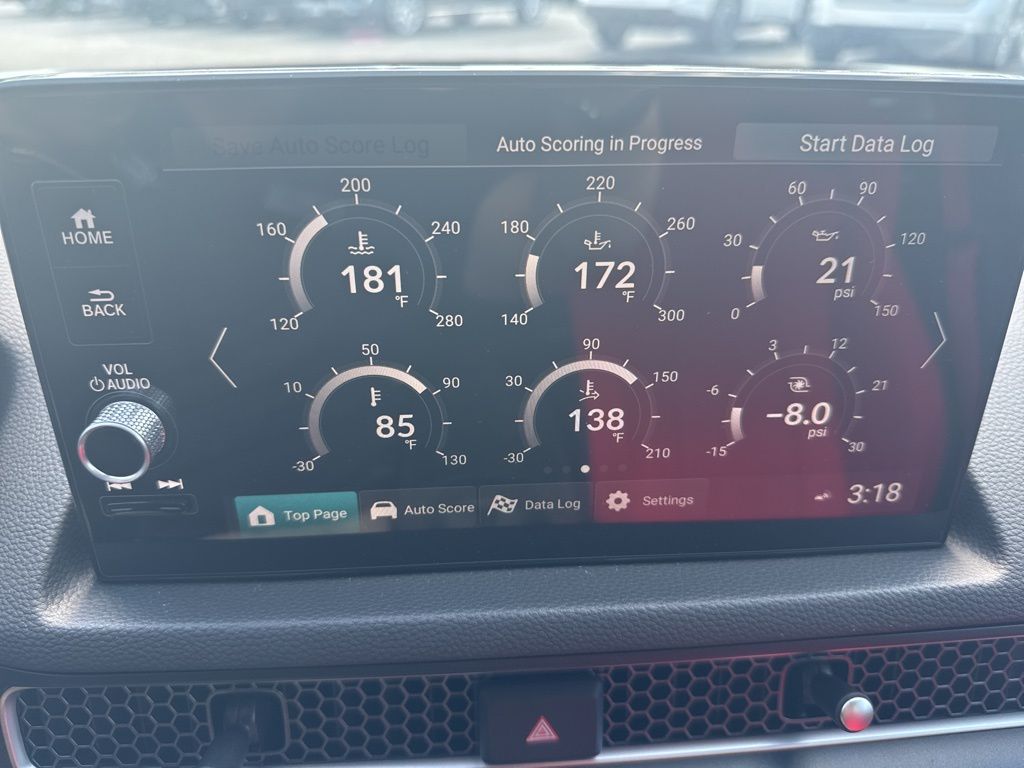 Save Auto Score Log
Auto Scoring in Progress
Start Data Log
HOME
BACK
VOL
AUDIO
200
160
240
181
°F
120
280
220
180
260
172
°F
140
300
60
90
30
120
21
psi
0
150
50
10
90
85
°F
-30
130
90
30
150
138
°F
-30
210
3
12
-6
21
-8.0
psi
-15
30
Top Page
Auto Score
Data Log
Settings
3:18